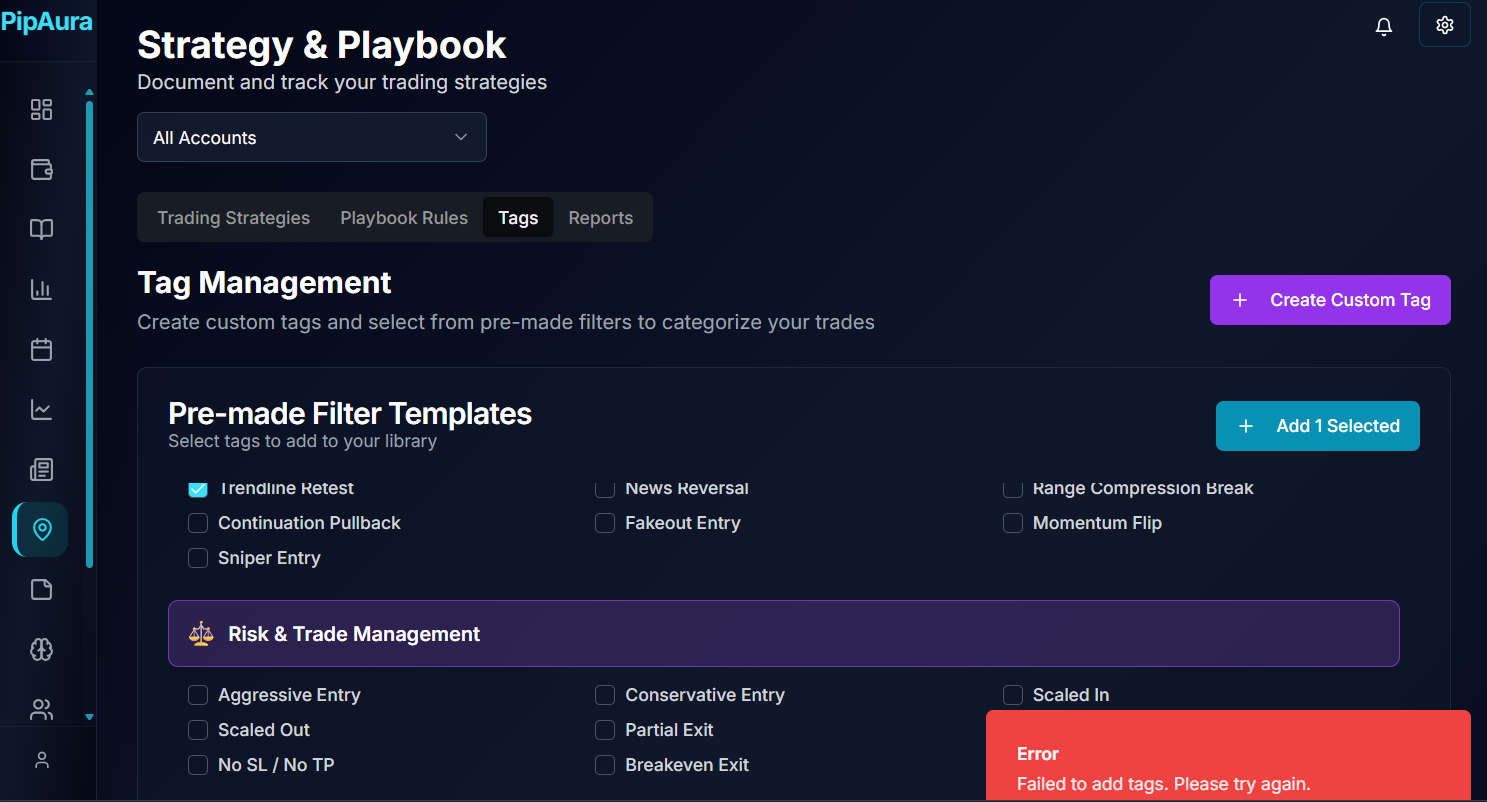 PipAura
Strategy & Playbook
Document and track your trading strategies
All Accounts
Trading Strategies Playbook Rules Tags Reports
Tag Management
Create custom tags and select from pre-made filters to categorize your trades
+ Create Custom Tag
Pre-made Filter Templates
Select tags to add to your library
+ Add 1 Selected
Trendline Retest News Reversal Range Compression Break
Continuation Pullback Fakeout Entry Momentum Flip
Sniper Entry
Risk & Trade Management
Aggressive Entry Conservative Entry Scaled In
Scaled Out Partial Exit
No SL / No TP Breakeven Exit
Error
Failed to add tags. Please try again.